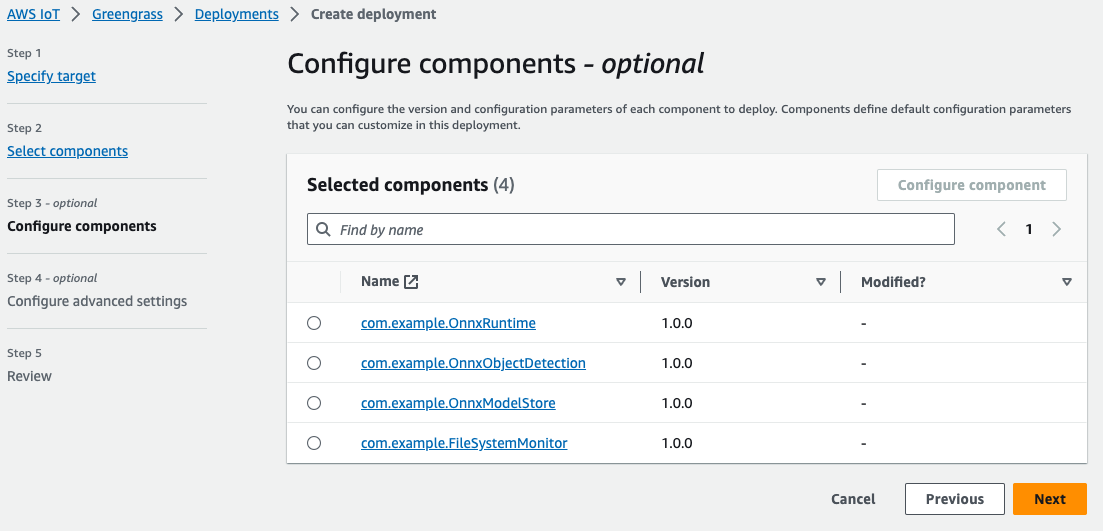 AWS IoT > Greengrass > Deployments > Create deployment
Step 1
Specify target
Step 2
Select components
Step 3 - optional
Configure components
Step 4 - optional
Configure advanced settings
Step 5
Review
Configure components - optional
You can configure the version and configuration parameters of each component to deploy. Components define default configuration parameters
that you can customize in this deployment.
Selected components (4)
Configure component
Find by name
1
Name Version Modified?
com.example.OnnxRuntime 1.0.0 -
com.example.OnnxObjectDetection 1.0.0 -
com.example.OnnxModelStore 1.0.0 -
com.example.FileSystemMonitor 1.0.0 -
Cancel Previous Next